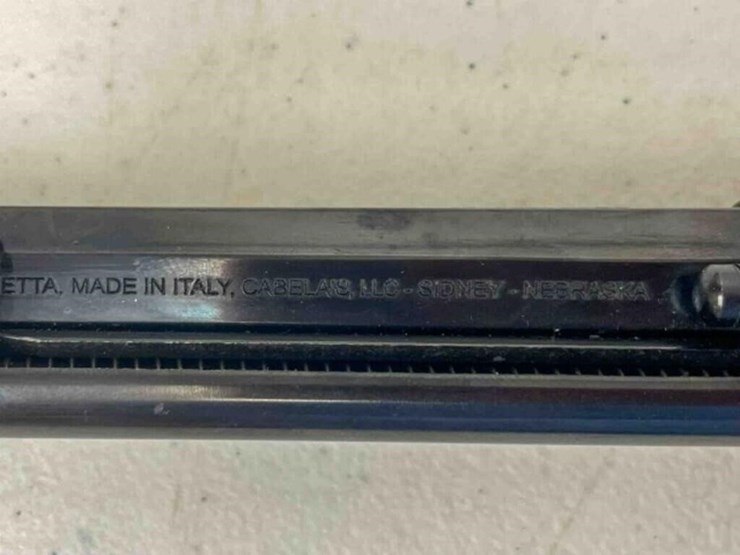 ETTA. MADE IN ITALY, CABELA'S, LLC - SIDNEY - NEBRASKA